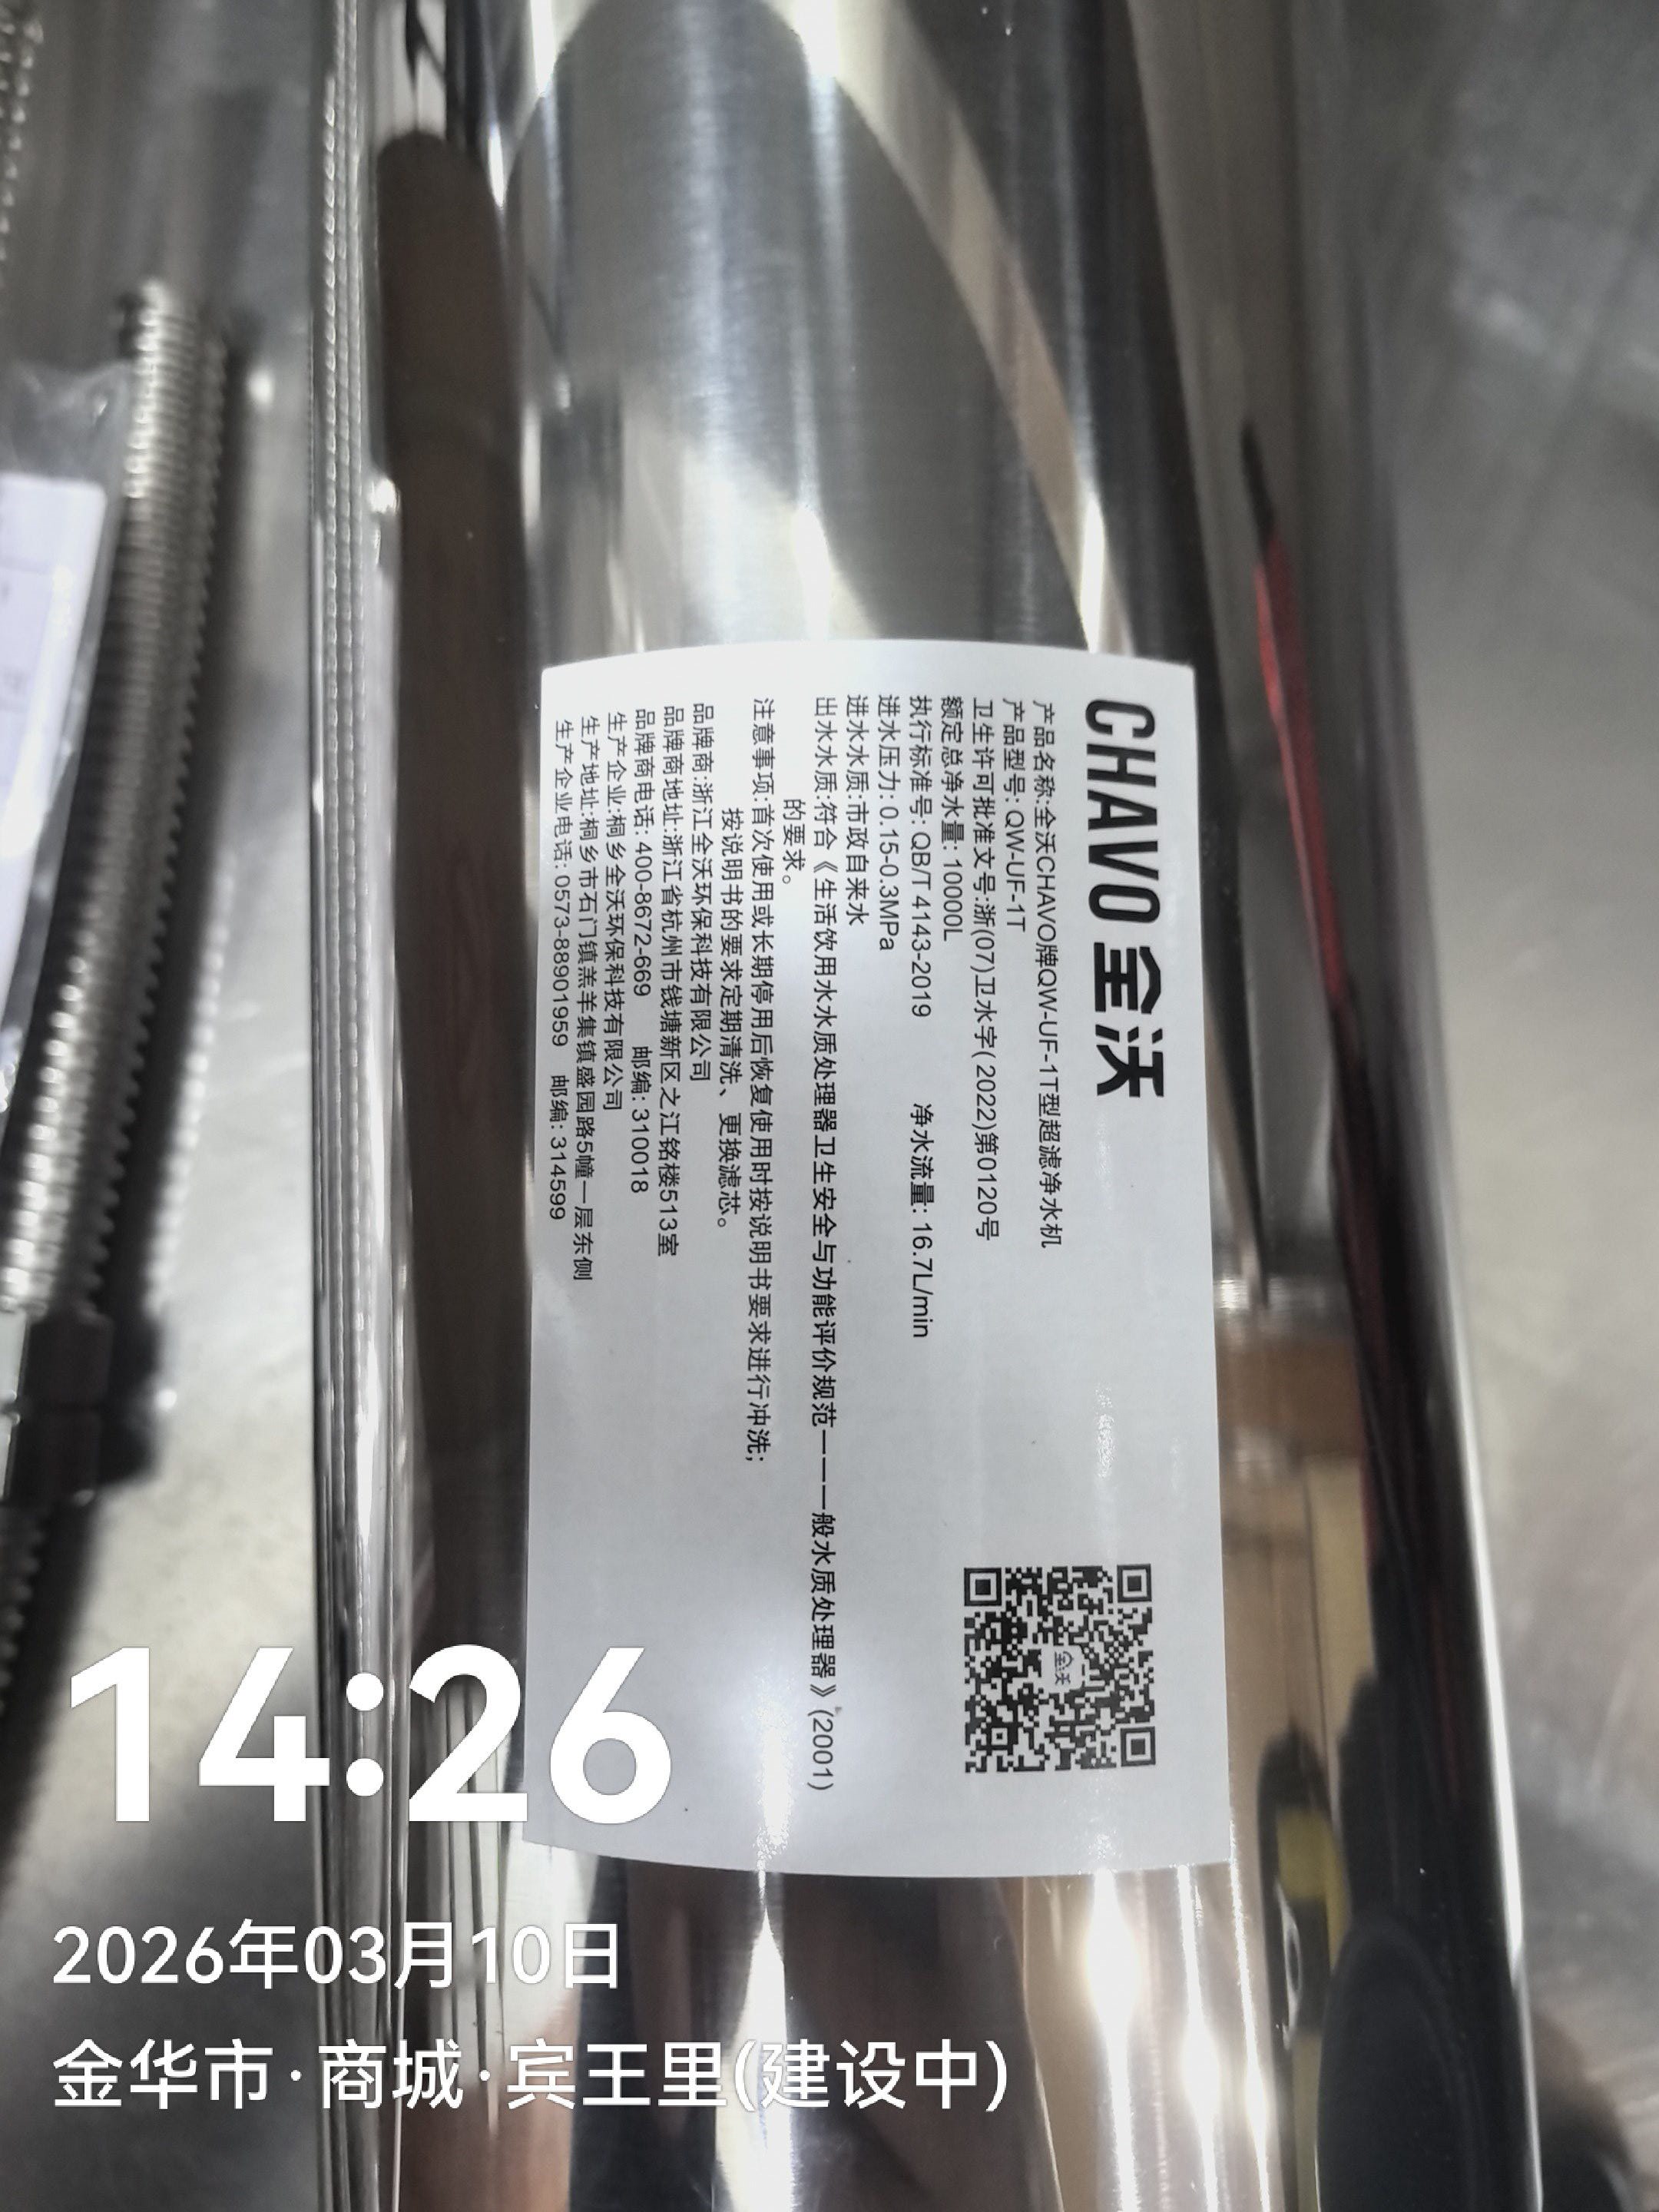 CHAVO 全沃
产品名称:全沃CHAVO牌QW-UF-1T型超滤净水机
产品型号: QW-UF-1T
卫生许可批准文号:浙(07)卫水字(2022)第0120号
额定总净水量: 10000L
执行标准号: QB/T 4143-2019 净水流量: 16.7L/min
进水压力: 0.15-0.3MPa
进水水质:市政自来水
出水水质:符合《生活饮用水水质处理器卫生安全与功能评价规范——一般水质处理器》(2001)
的要求。
注意事项:首次使用或长期停用后恢复使用时按说明书要求进行冲洗;
按说明书的要求定期清洗、更换滤芯。
品牌商:浙江全沃环保科技有限公司
品牌商地址:浙江省杭州市钱塘新区之江铭楼513室
品牌商电话: 400-8672-669 邮编: 310018
生产企业:桐乡全沃环保科技有限公司
生产地址:桐乡市石门镇羔羊集镇盛园路5幢一层东侧
生产企业电话: 0573-88901959 邮编: 314599
全沃
14:26
2026年03月10日
金华市·商城·宾王里(建设中)